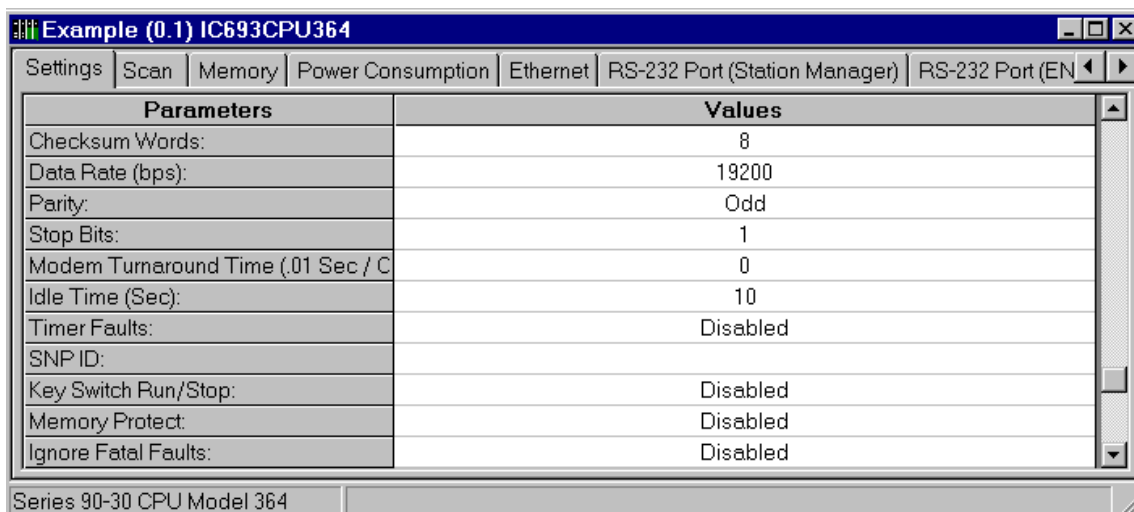 Example (0.1) IC693CPU364
Settings Scan Memory Power Consumption Ethernet RS-232 Port (Station Manager) RS-232 Port (EN
Parameters Values
Checksum Words: 8
Data Rate (bps): 19200
Parity: Odd
Stop Bits: 1
Modem Turnaround Time (.01 Sec / C 0
Idle Time (Sec): 10
Timer Faults: Disabled
SNP ID:
Key Switch Run/Stop: Disabled
Memory Protect: Disabled
Ignore Fatal Faults: Disabled
Series 90-30 CPU Model 364